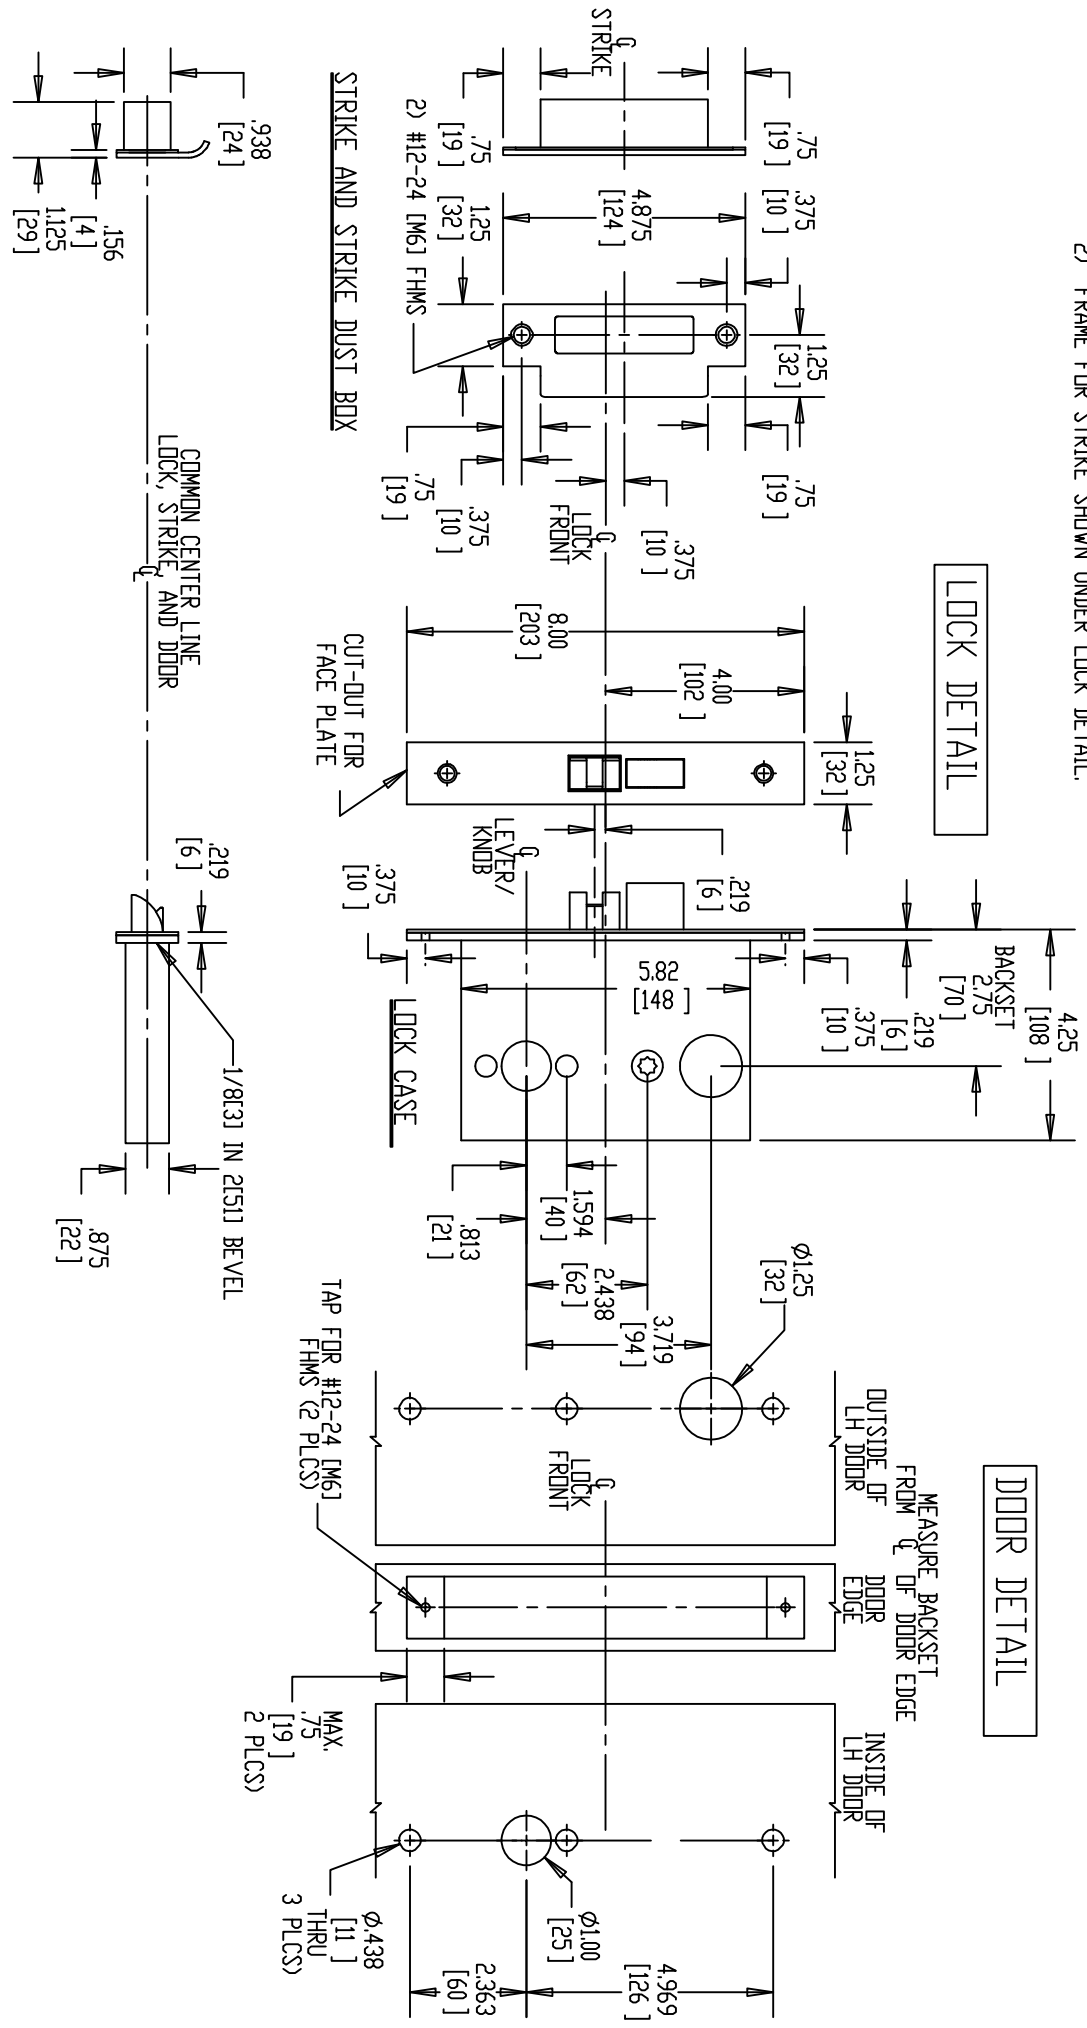 2) FRAME FOR STRIKE SHOWN UNDER LOCK DETAIL.
LOCK DETAIL
DOOR DETAIL
℄
STRIKE
.75
[19 ]
.75
[19 ]
.375
[10 ]
4.875
[124 ]
1.25
[32 ]
2) #12-24 [M6] FHMS
STRIKE AND STRIKE DUST BOX
1.25
[32 ]
.75
[19 ]
.375
[10 ]
℄
LOCK
FRONT
.375
[10 ]
.75
[19 ]
8.00
[203 ]
4.00
[102 ]
1.25
[32 ]
CUT-OUT FOR
FACE PLATE
℄
LEVER/
KNOB
.219
[6 ]
.375
[10 ]
BACKSET
2.75
[70 ]
4.25
[108 ]
.219
[6 ]
.375
[10 ]
5.82
[148 ]
LOCK CASE
1.594
[40 ]
.813
[21 ]
2.438
[62 ]
3.719
[94 ]
Ø1.25
[32 ]
OUTSIDE OF
LH DOOR
MEASURE BACKSET
FROM ℄ OF DOOR EDGE
DOOR
EDGE
INSIDE OF
LH DOOR
℄
LOCK
FRONT
TAP FOR #12-24 [M6]
FHMS (2 PLCS)
MAX.
.75
[19 ]
2 PLCS)
Ø1.00
[25 ]
Ø.438
[11 ]
THRU
3 PLCS)
4.969
[126 ]
2.363
[60 ]
.938
[24 ]
.156
[4 ]
1.125
[29 ]
COMMON CENTER LINE
LOCK, STRIKE, AND DOOR
℄
.219
[6 ]
1/8[3] IN 2[51] BEVEL
.875
[22 ]